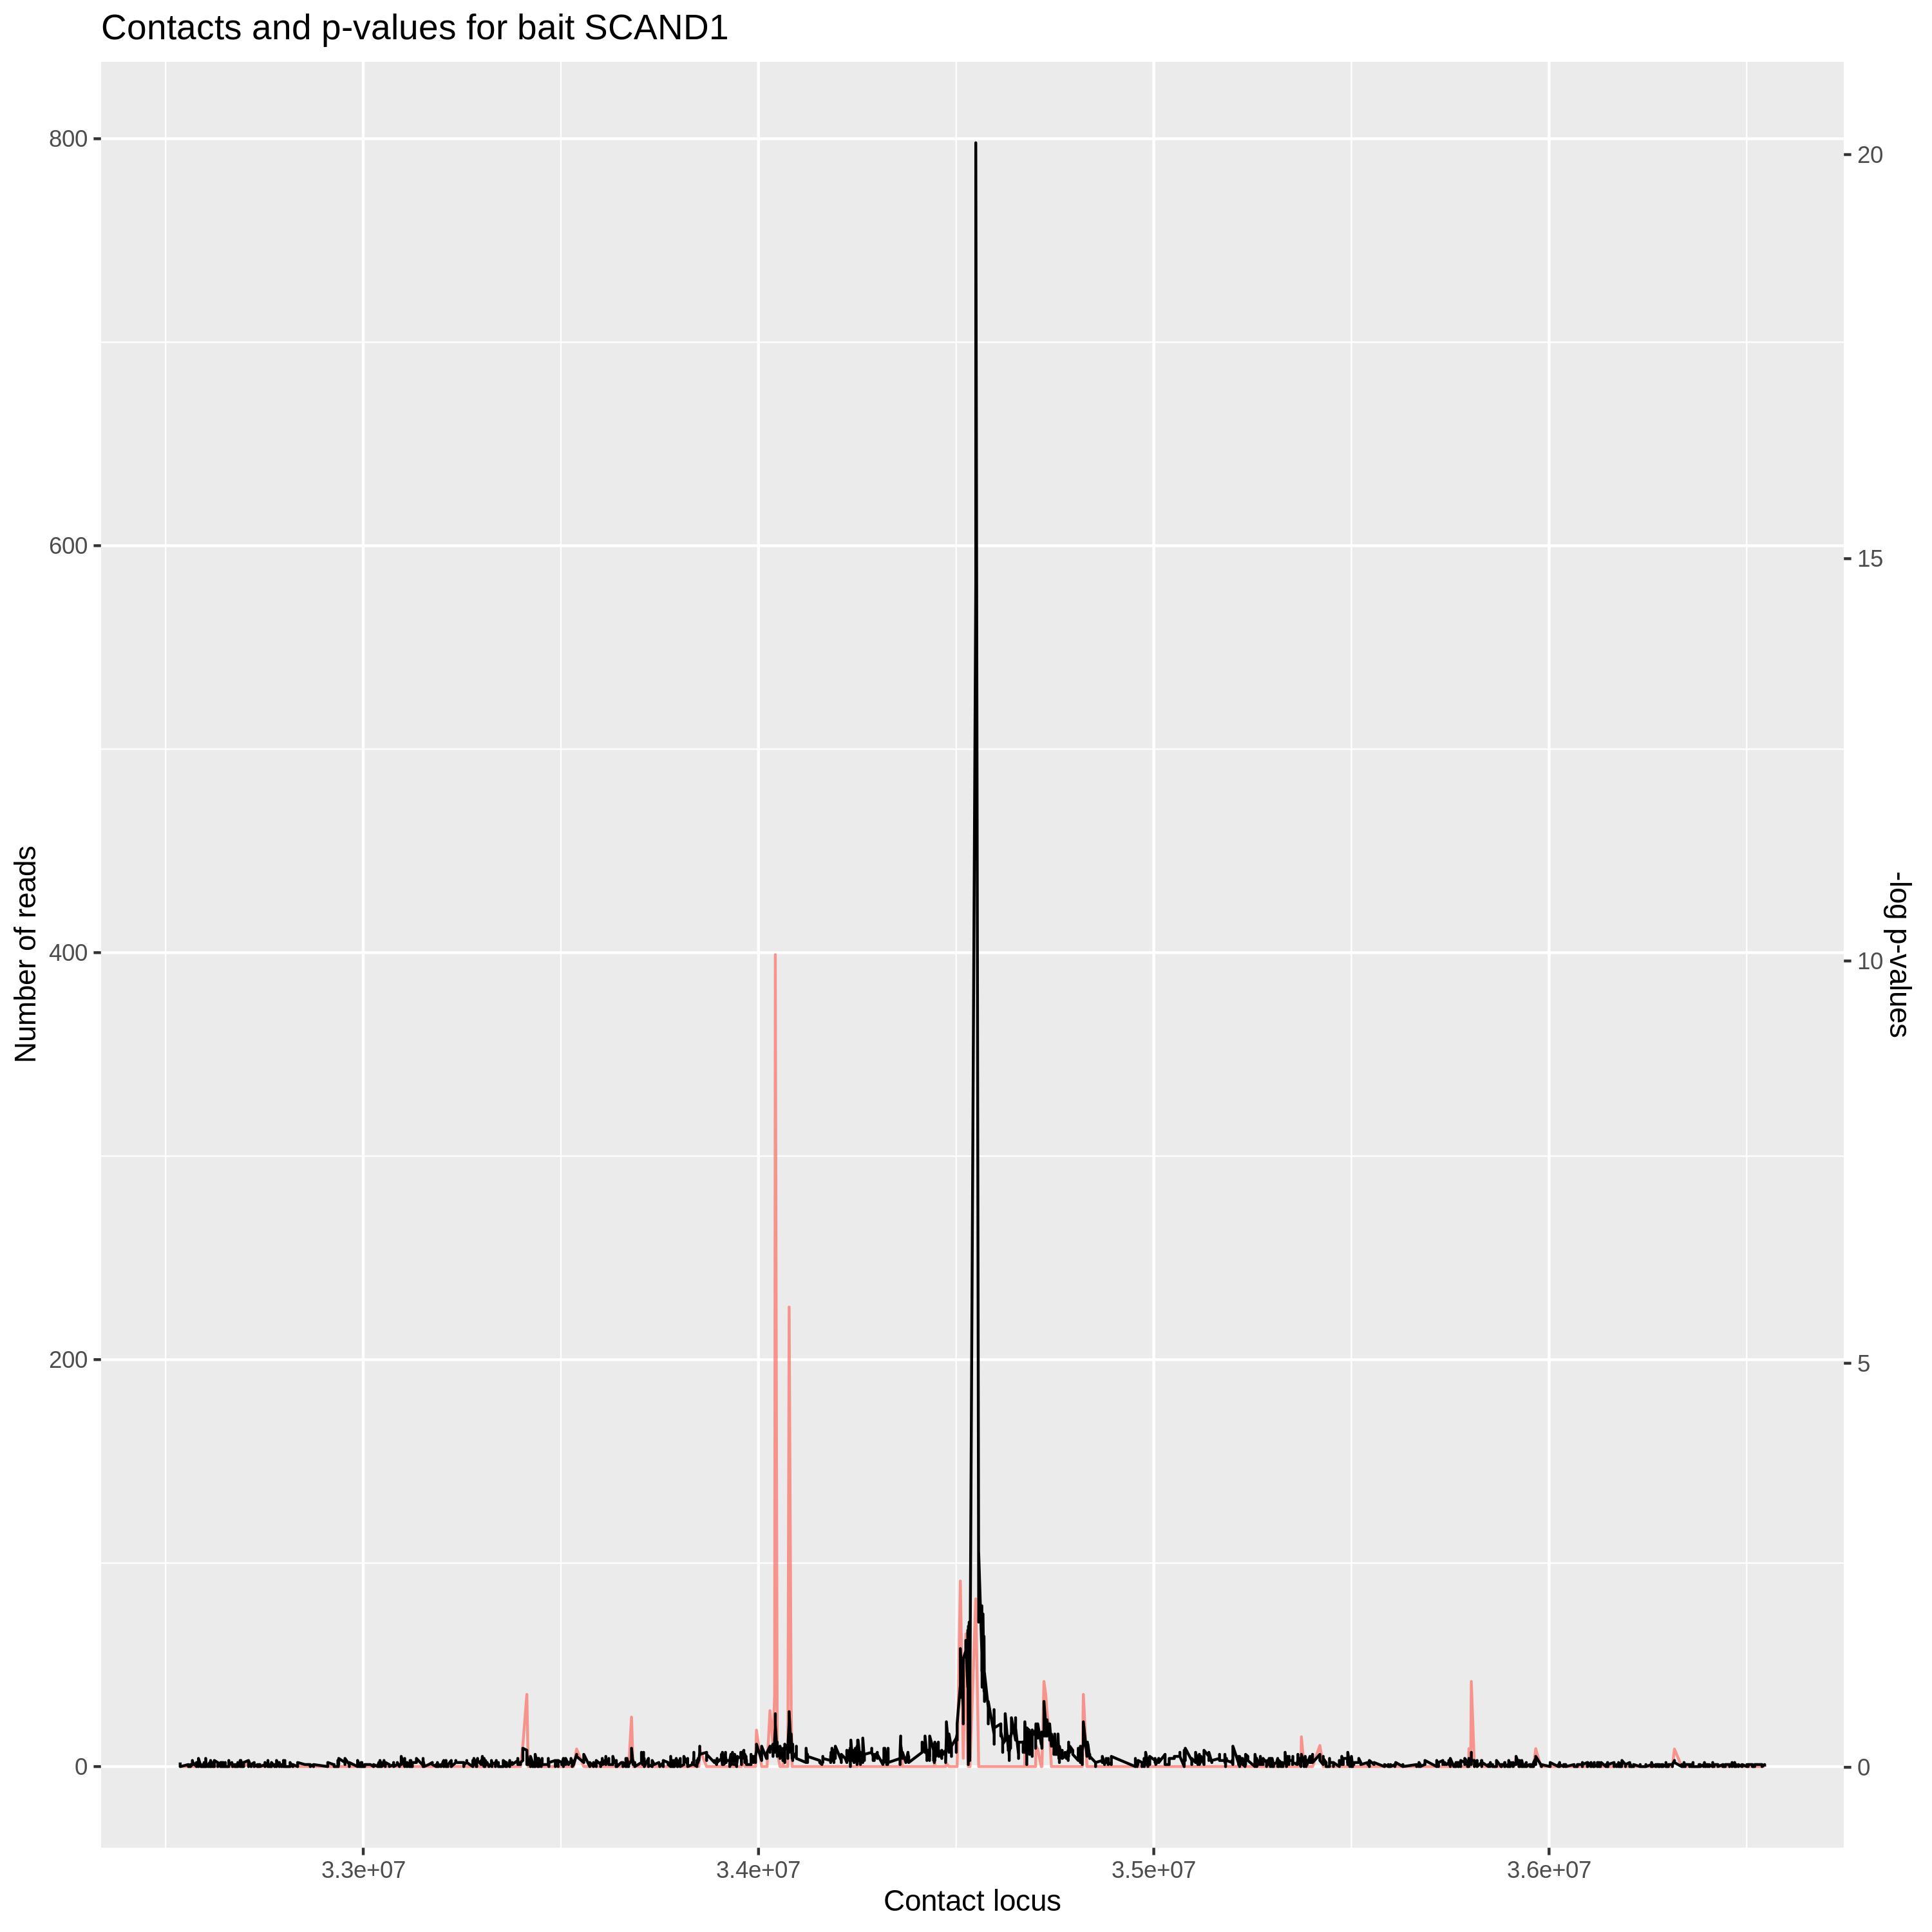 Contacts and p-values for bait SCAND1
800
600
400
200
0
Number of reads
20
15
10
5
0
-log p-values
3.3e+07
3.4e+07
3.5e+07
3.6e+07
Contact locus